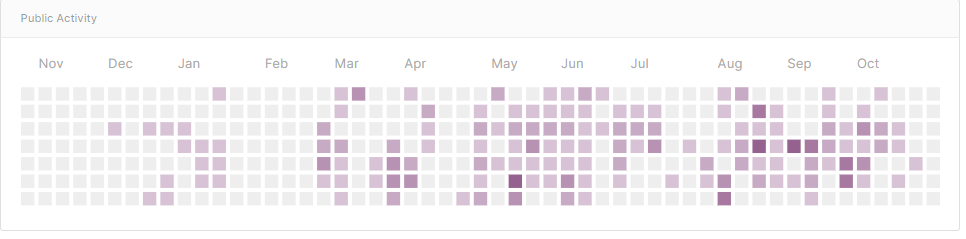 Public Activity
Nov Dec Jan Feb Mar Apr May Jun Jul Aug Sep Oct